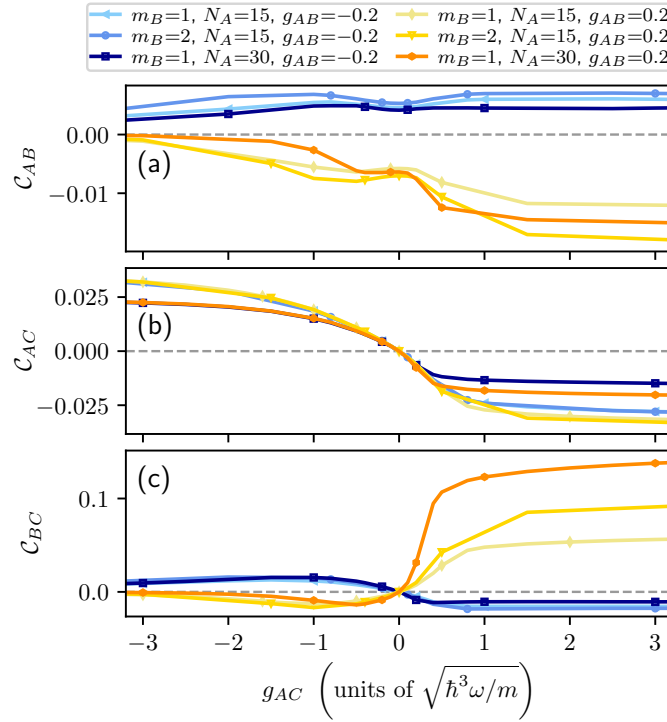 m_B=1, N_A=15, g_AB=−0.2 m_B=1, N_A=15, g_AB=0.2
m_B=2, N_A=15, g_AB=−0.2 m_B=2, N_A=15, g_AB=0.2
m_B=1, N_A=30, g_AB=−0.2 m_B=1, N_A=30, g_AB=0.2
0.00
−0.01
C_AB
(a)
0.025
0.000
−0.025
C_AC
(b)
0.1
0.0
C_BC
(c)
−3 −2 −1 0 1 2 3
g_AC (units of √ħ³ω/m)